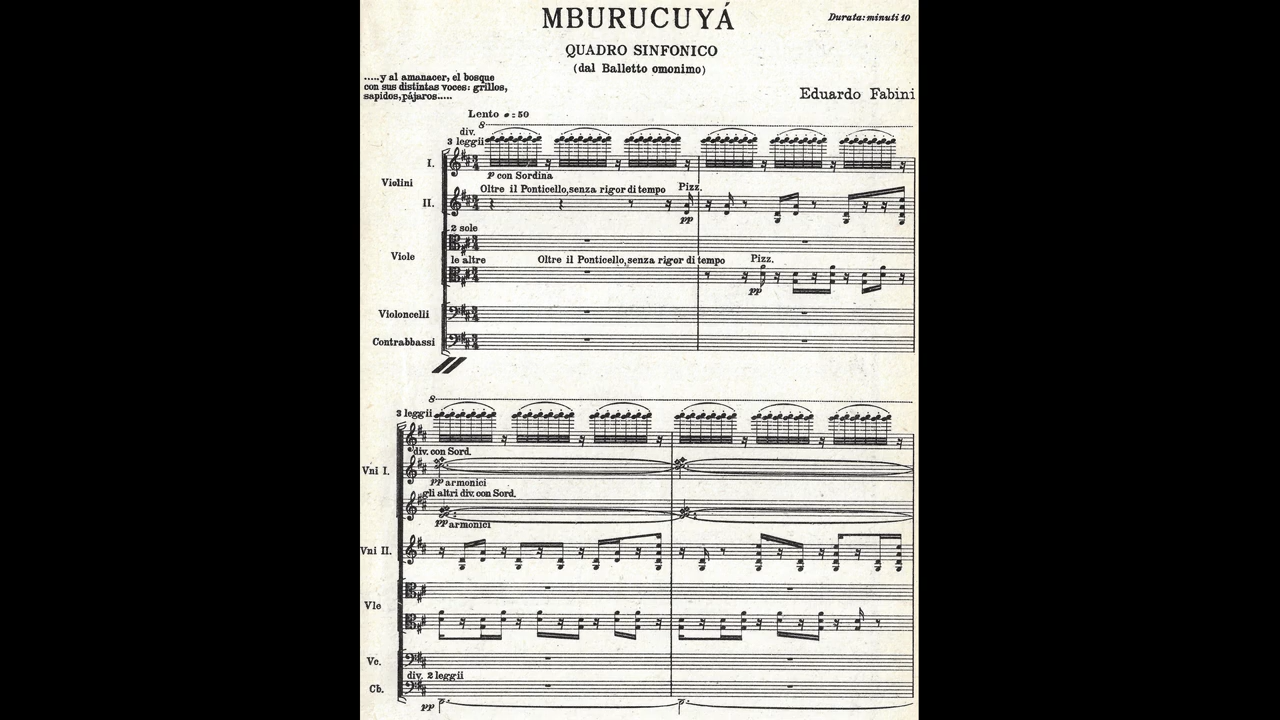 MBURUCUYÁ
Durata: minuti 10
QUADRO SINFONICO
(dal Balletto omonimo)
.....y al amanacer, el bosque
con sus distintas voces: grillos,
sapidos, pájaros.....
Eduardo Fabini
Lento 𝅘𝅥 = 50
8
div.
3 leggii
I.
Violini
p con Sordina
Oltre il Ponticello, senza rigor di tempo Pizz.
II.
pp
2 sole
Viole
le altre Oltre il Ponticello, senza rigor di tempo Pizz.
pp
Violoncelli
Contrabbassi
8
3 leggii
div. con Sord.
Vni I.
pp armonici
gli altri div. con Sord.
pp armonici
Vni II.
Vle
Vc.
div. 2 leggii
Cb.
pp